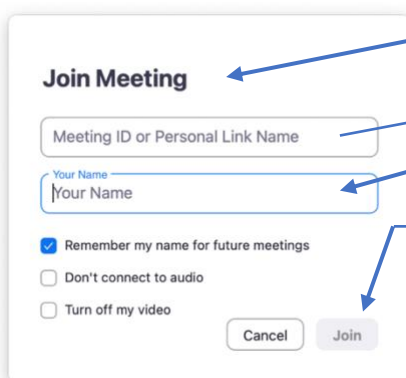 Join Meeting
Meeting ID or Personal Link Name
Your Name
Your Name
Remember my name for future meetings
Don't connect to audio
Turn off my video
Cancel Join